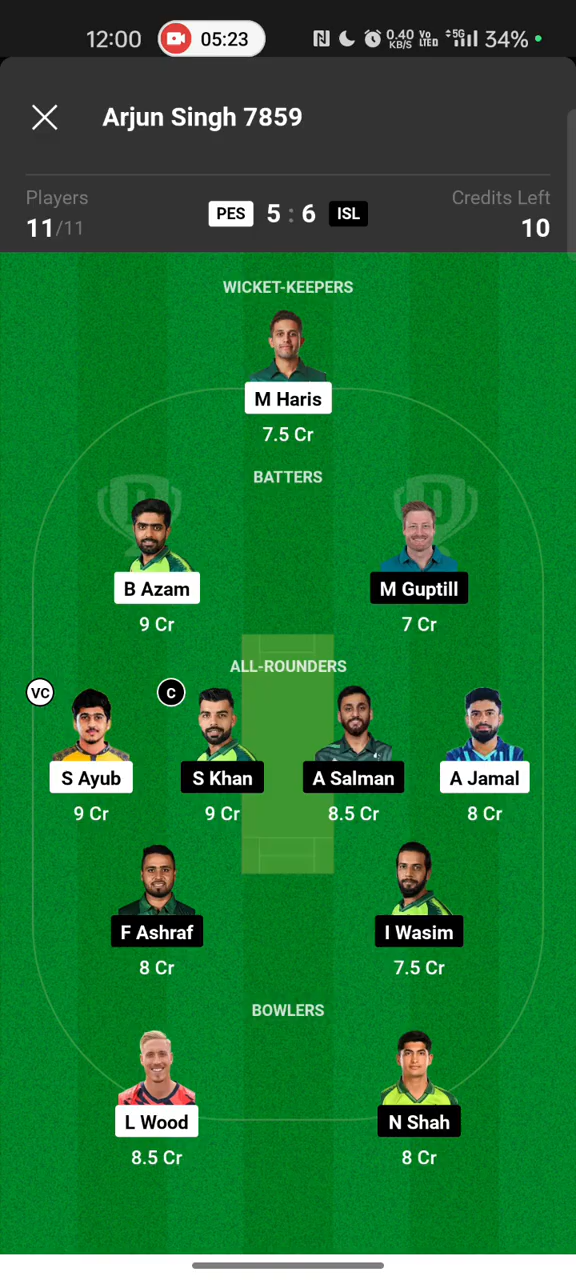 12:00 05:23 0.40 KB/S Vo LTED 5G 34%
Arjun Singh 7859
Players Credits Left
11/11 PES 5 : 6 ISL 10
WICKET-KEEPERS
M Haris
7.5 Cr
BATTERS
B Azam M Guptill
9 Cr 7 Cr
ALL-ROUNDERS
VC C
S Ayub S Khan A Salman A Jamal
9 Cr 9 Cr 8.5 Cr 8 Cr
F Ashraf I Wasim
8 Cr 7.5 Cr
BOWLERS
L Wood N Shah
8.5 Cr 8 Cr